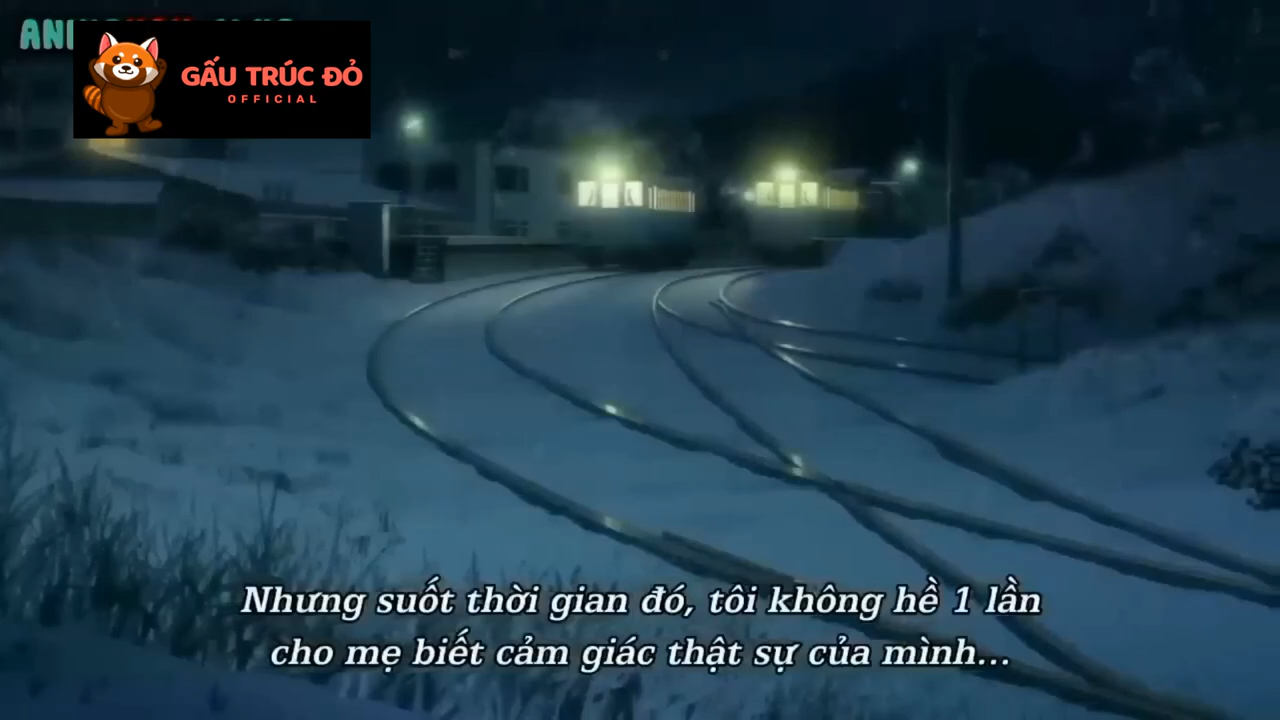 GẤU TRÚC ĐỎ
OFFICIAL
Nhưng suốt thời gian đó, tôi không hề 1 lần
cho mẹ biết cảm giác thật sự của mình...